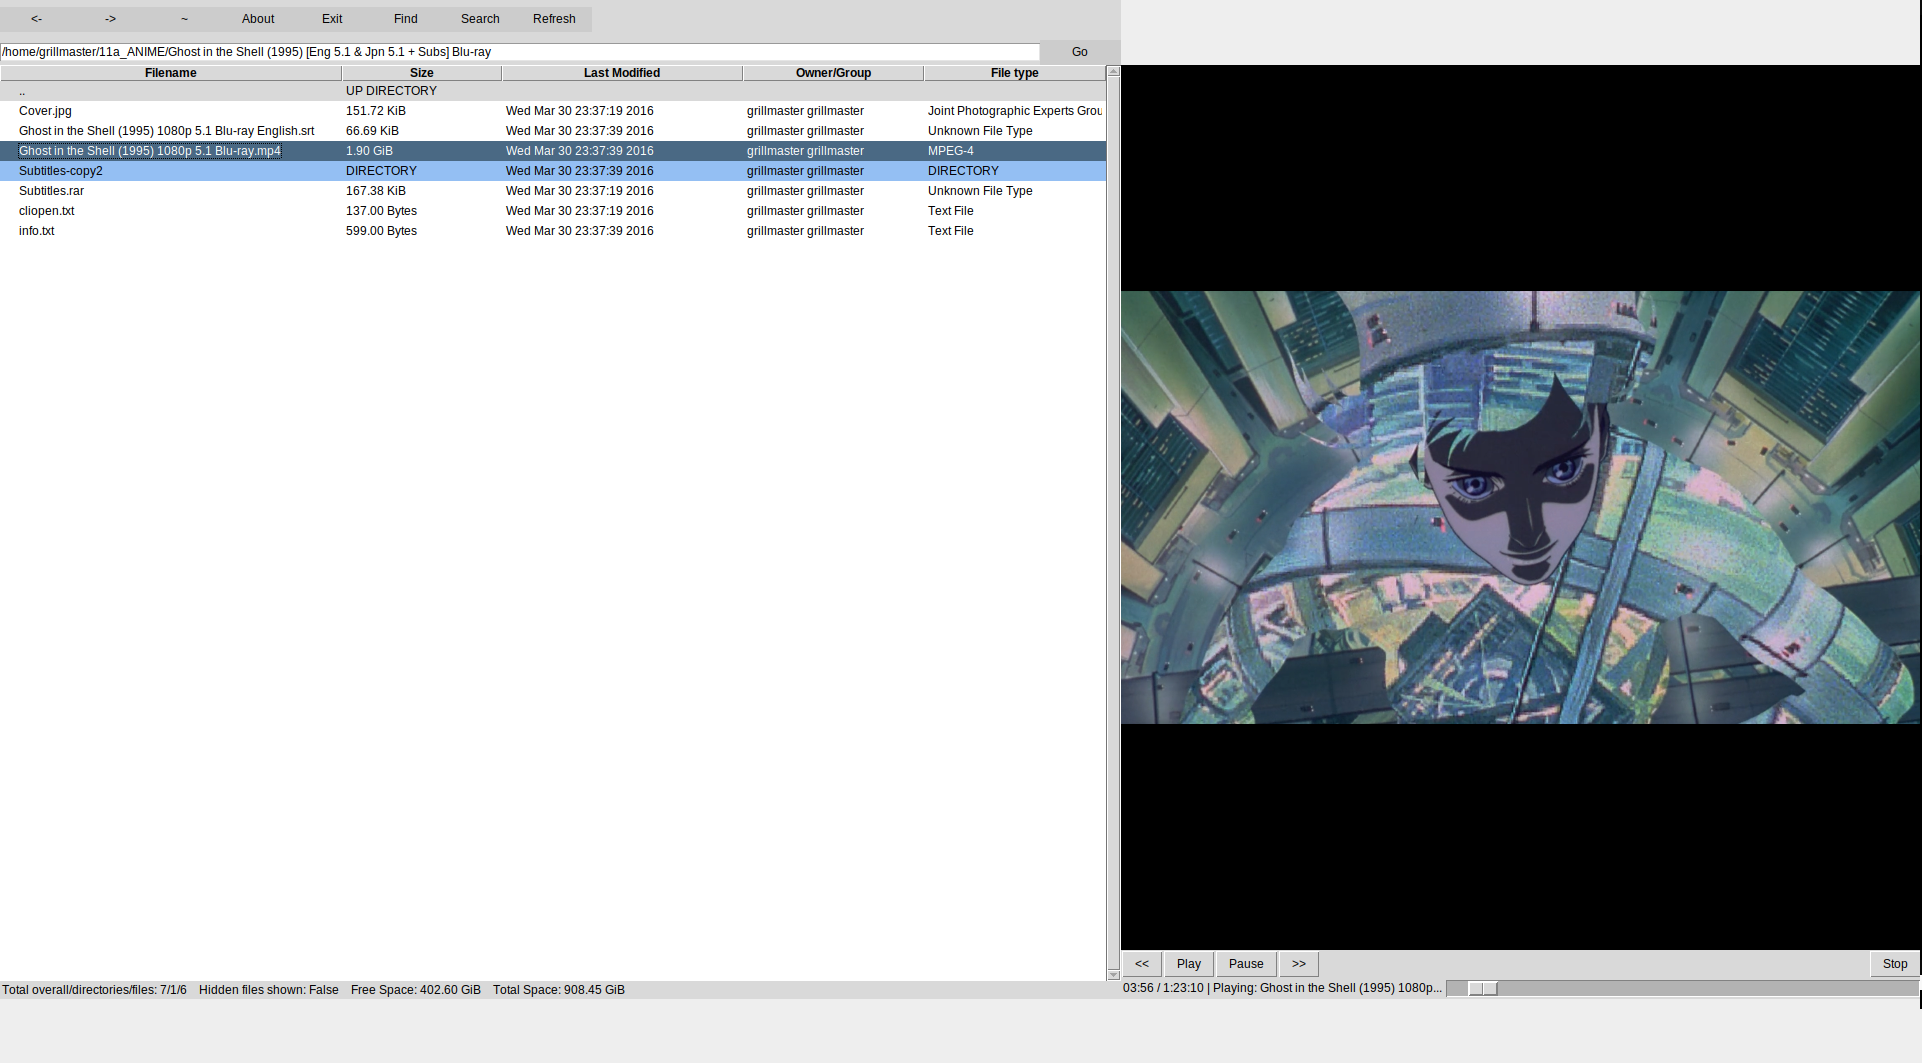 <- -> ~ About Exit Find Search Refresh
/home/grillmaster/11a_ANIME/Ghost in the Shell (1995) [Eng 5.1 & Jpn 5.1 + Subs] Blu-ray Go
Filename Size Last Modified Owner/Group File type
.. UP DIRECTORY
Cover.jpg 151.72 KiB Wed Mar 30 23:37:19 2016 grillmaster grillmaster Joint Photographic Experts Grou
Ghost in the Shell (1995) 1080p 5.1 Blu-ray English.srt 66.69 KiB Wed Mar 30 23:37:39 2016 grillmaster grillmaster Unknown File Type
Ghost in the Shell (1995) 1080p 5.1 Blu-ray.mp4 1.90 GiB Wed Mar 30 23:37:39 2016 grillmaster grillmaster MPEG-4
Subtitles-copy2 DIRECTORY Wed Mar 30 23:37:39 2016 grillmaster grillmaster DIRECTORY
Subtitles.rar 167.38 KiB Wed Mar 30 23:37:19 2016 grillmaster grillmaster Unknown File Type
cliopen.txt 137.00 Bytes Wed Mar 30 23:37:19 2016 grillmaster grillmaster Text File
info.txt 599.00 Bytes Wed Mar 30 23:37:39 2016 grillmaster grillmaster Text File
<< Play Pause >> Stop
03:56 / 1:23:10 | Playing: Ghost in the Shell (1995) 1080p...
Total overall/directories/files: 7/1/6 Hidden files shown: False Free Space: 402.60 GiB Total Space: 908.45 GiB